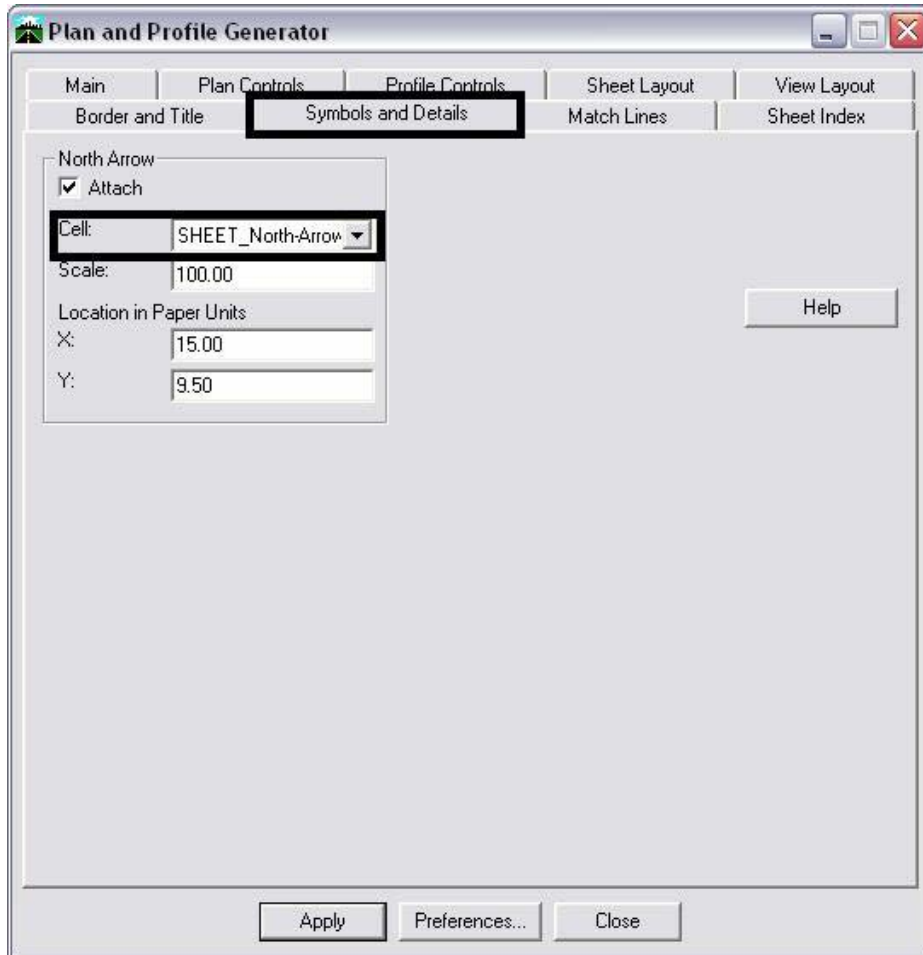 Plan and Profile Generator
Main Plan Controls Profile Controls Sheet Layout View Layout
Border and Title Symbols and Details Match Lines Sheet Index
North Arrow
Attach
Cell: SHEET_North-Arrow
Scale: 100.00
Help
Location in Paper Units
X: 15.00
Y: 9.50
Apply Preferences... Close